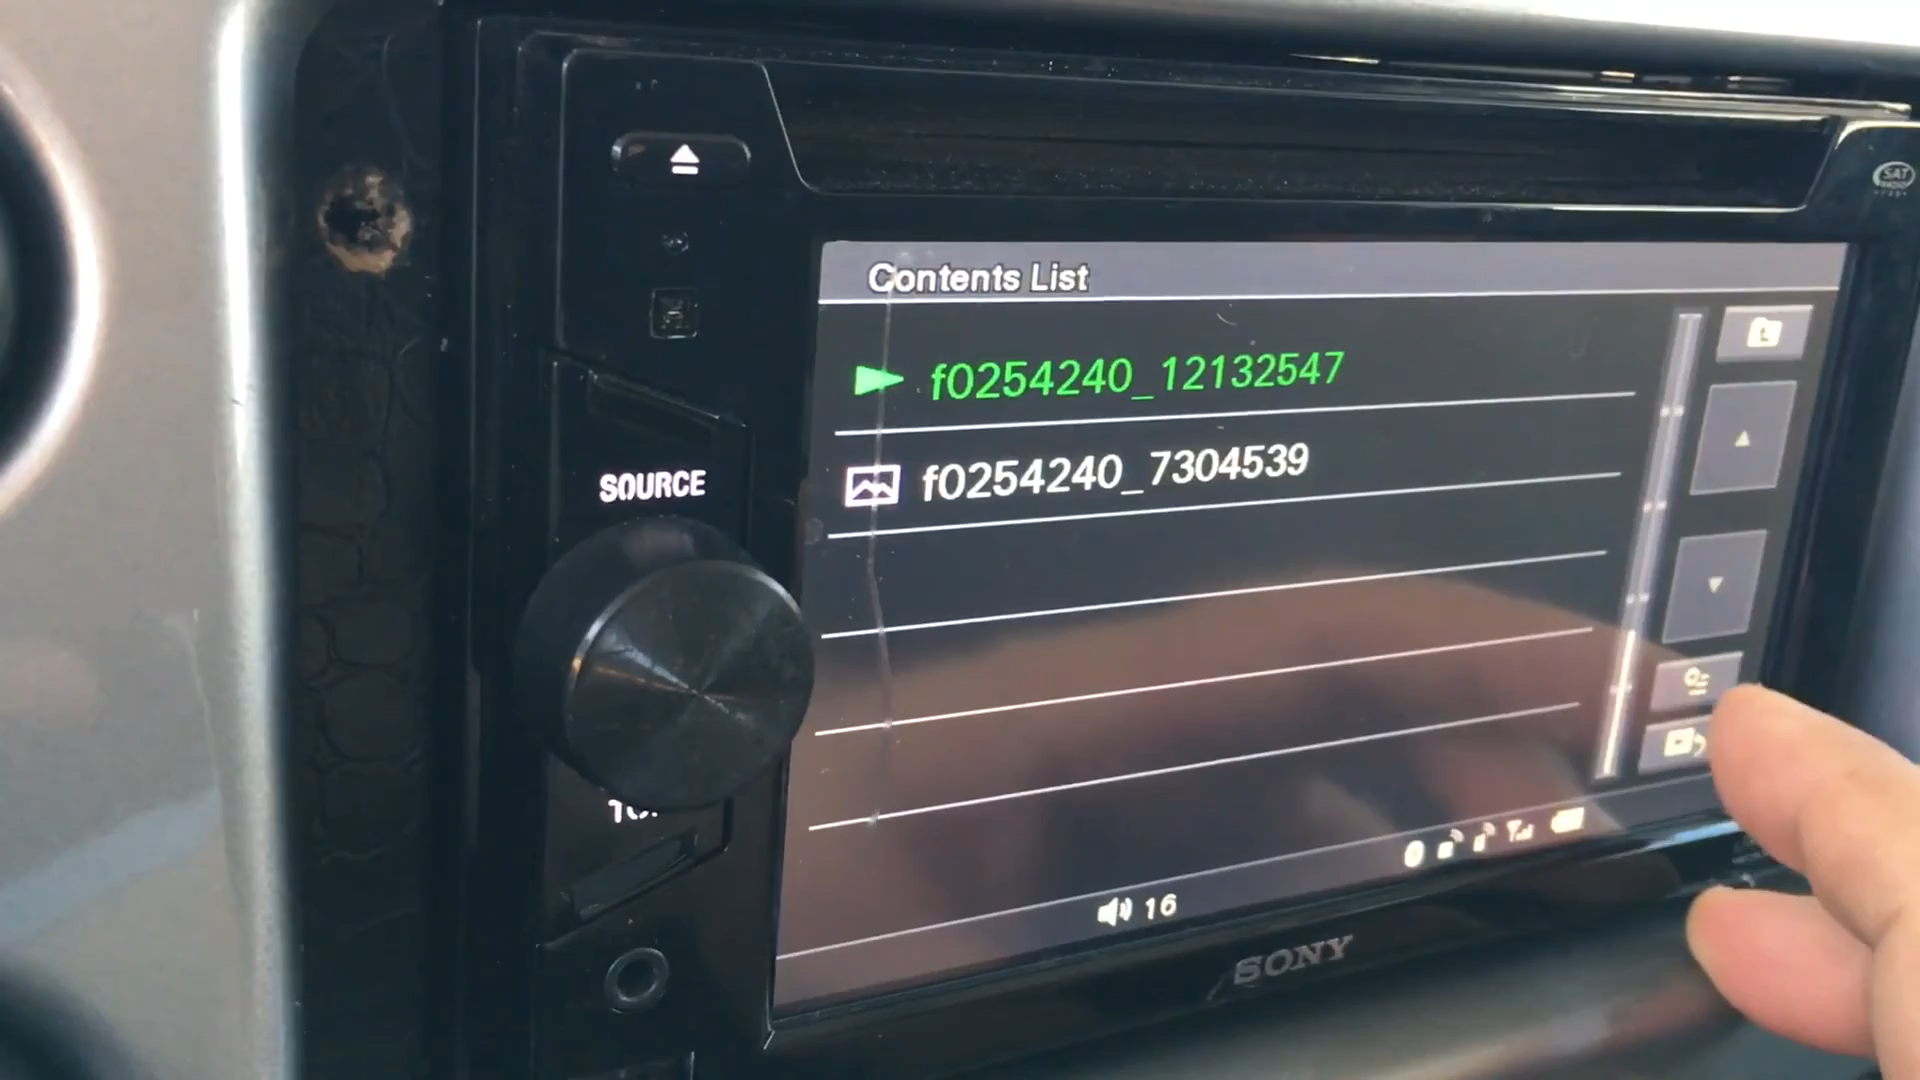 SAT
RADIO
Contents List
f0254240_12132547
f0254240_7304539
SOURCE
16
SONY